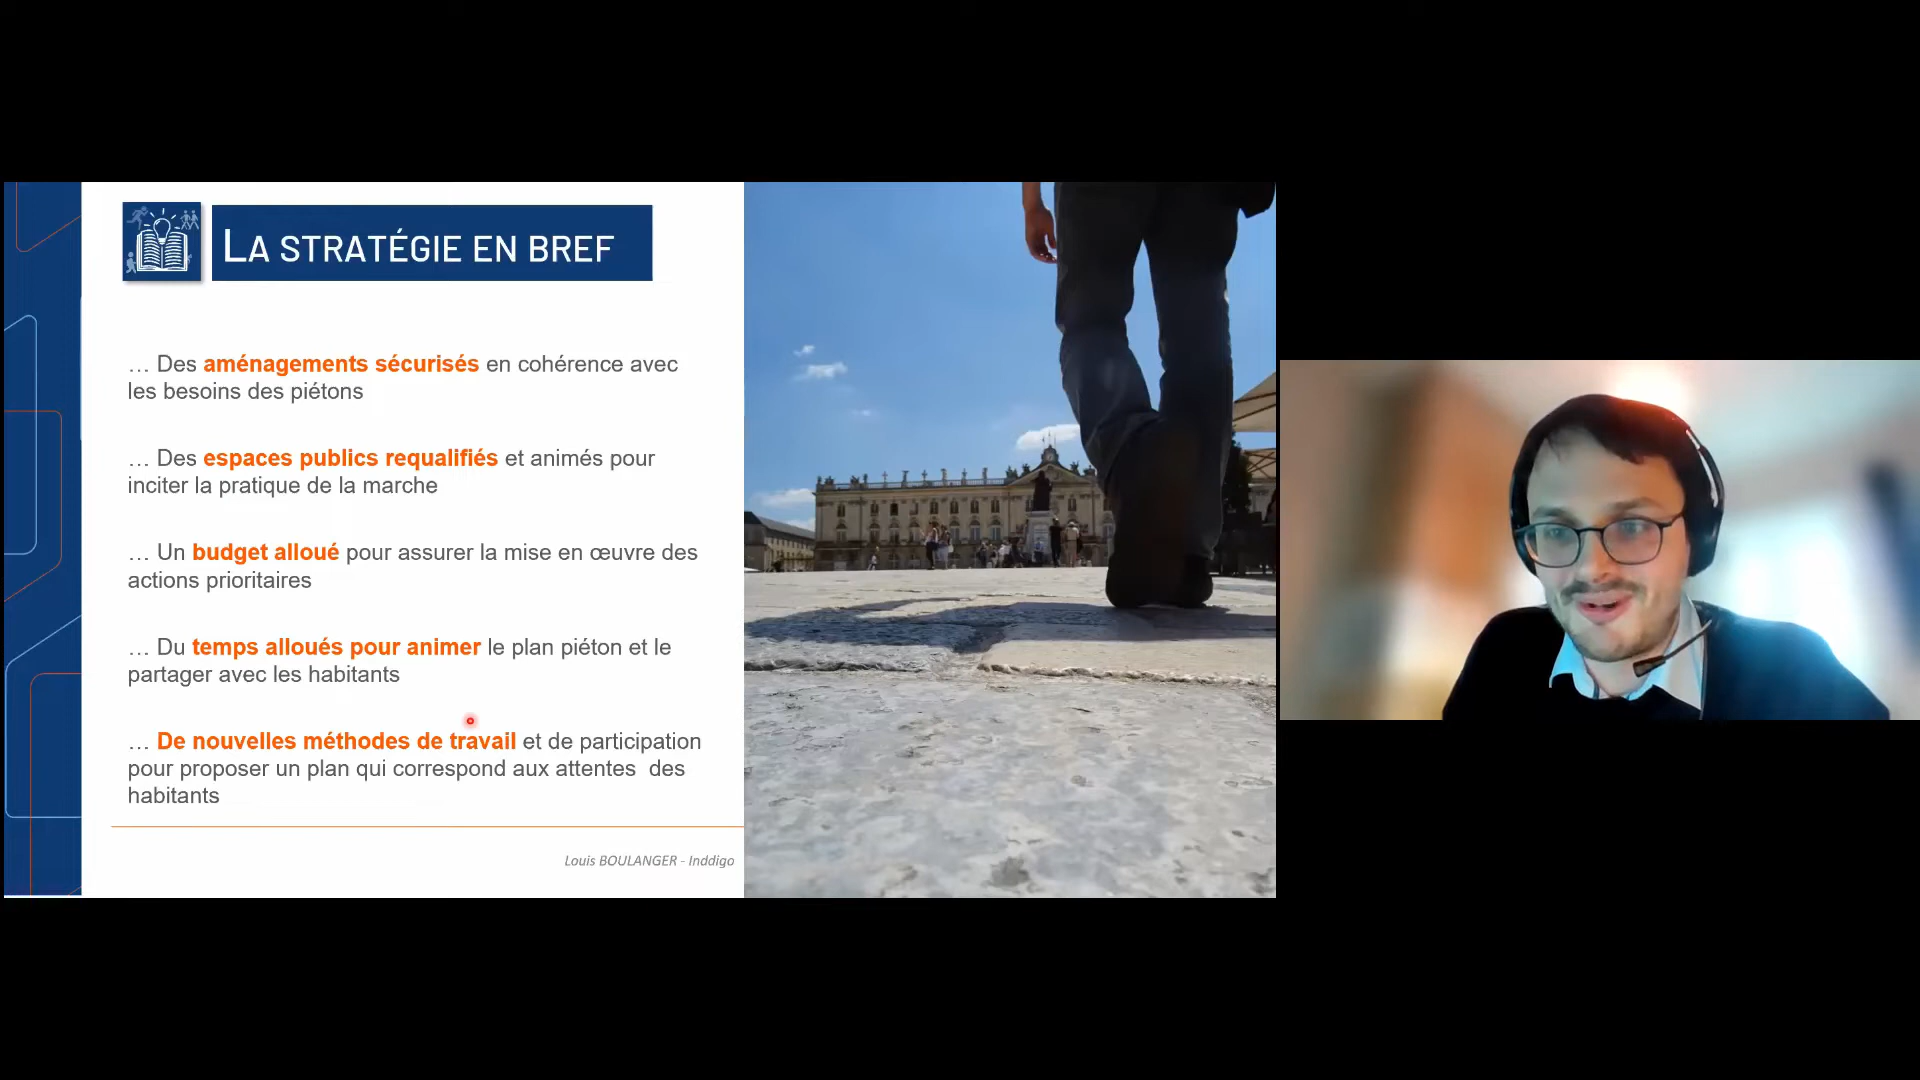 LA STRATÉGIE EN BREF
… Des aménagements sécurisés en cohérence avec
les besoins des piétons
… Des espaces publics requalifiés et animés pour
inciter la pratique de la marche
… Un budget alloué pour assurer la mise en œuvre des
actions prioritaires
… Du temps alloués pour animer le plan piéton et le
partager avec les habitants
… De nouvelles méthodes de travail et de participation
pour proposer un plan qui correspond aux attentes  des
habitants
Louis BOULANGER - Inddigo